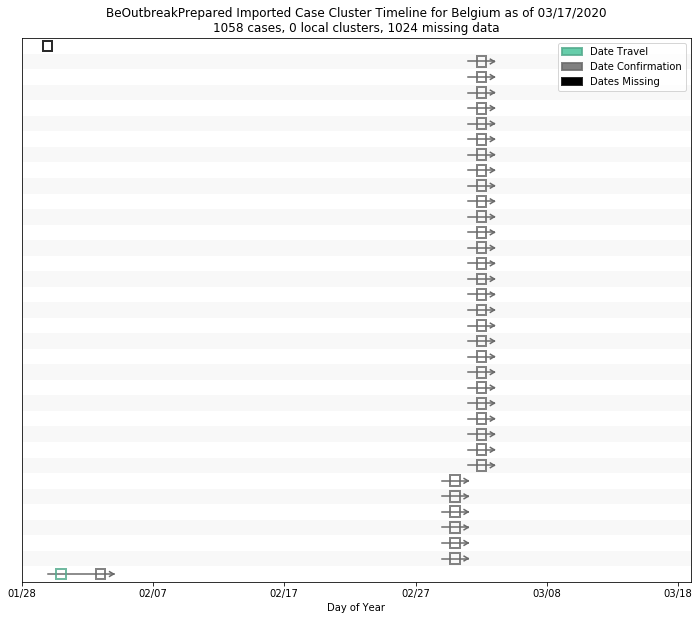 BeOutbreakPrepared Imported Case Cluster Timeline for Belgium as of 03/17/2020
1058 cases, 0 local clusters, 1024 missing data
Date Travel
Date Confirmation
Dates Missing
01/28 02/07 02/17 02/27 03/08 03/18
Day of Year